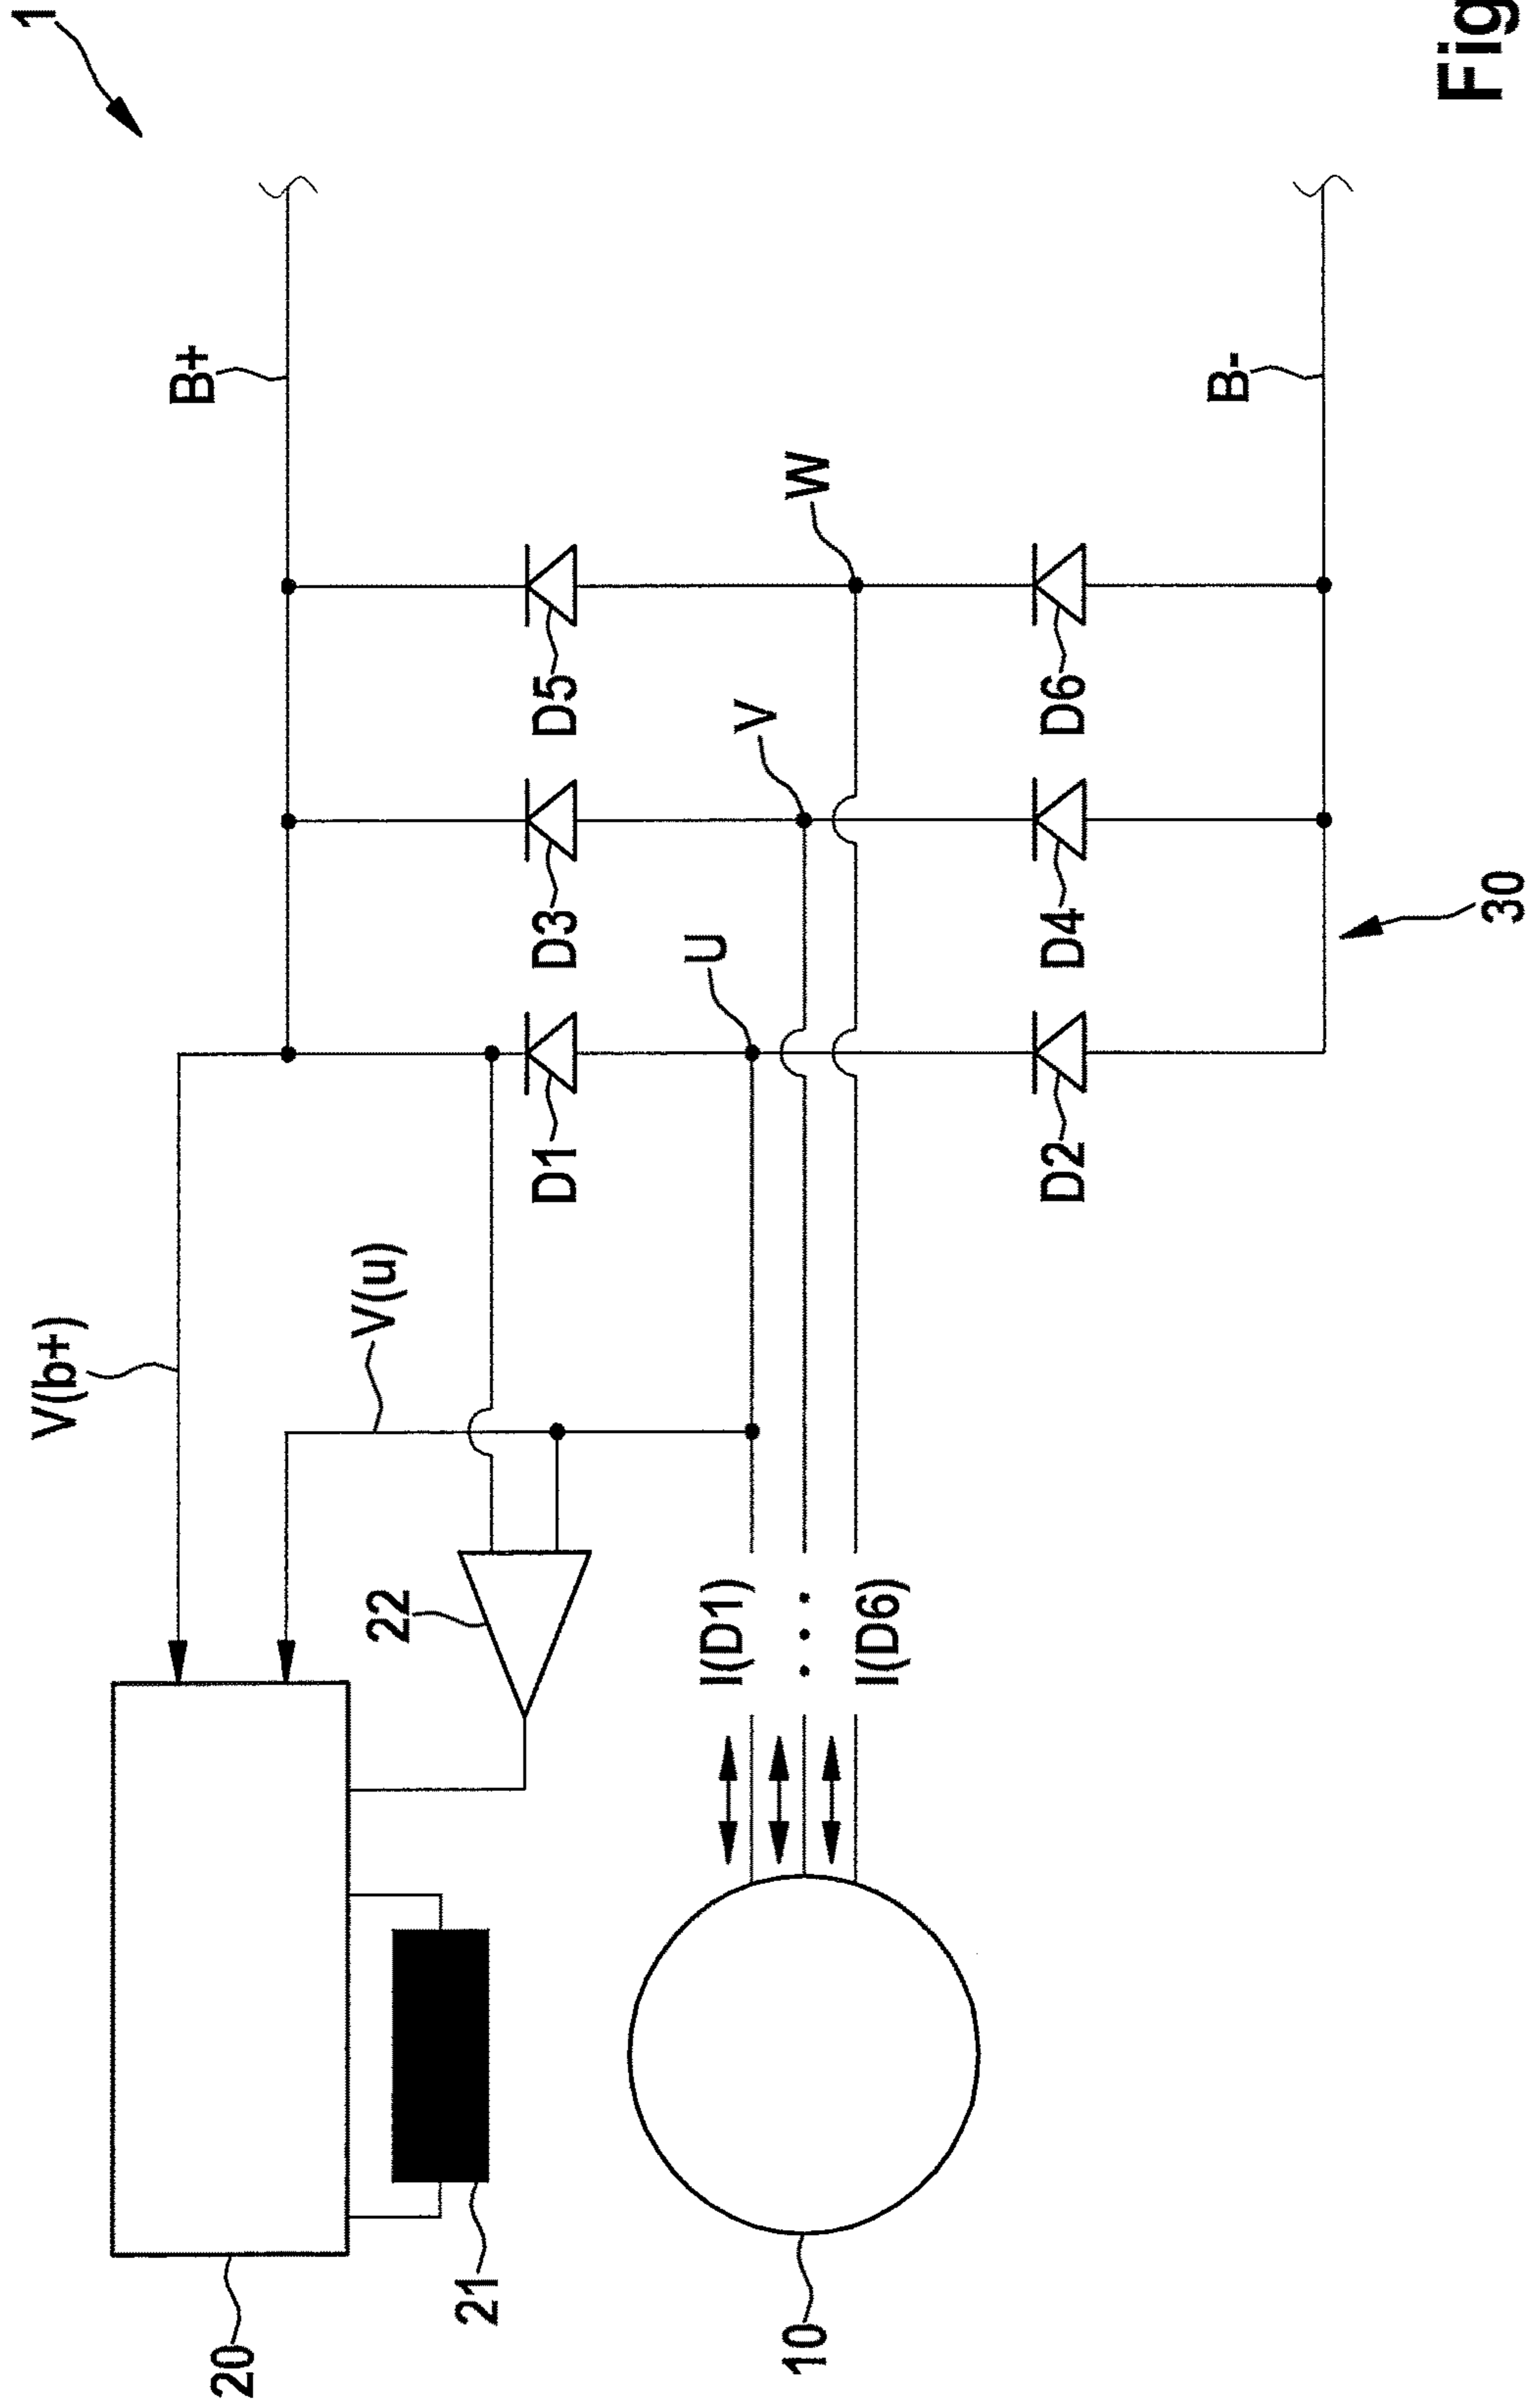 1
B+
B-
W
D5
D6
V
D3
D4
U
30
D1
D2
V(b+)
V(u)
22
I(D1)
...
I(D6)
21
20
10
Fig